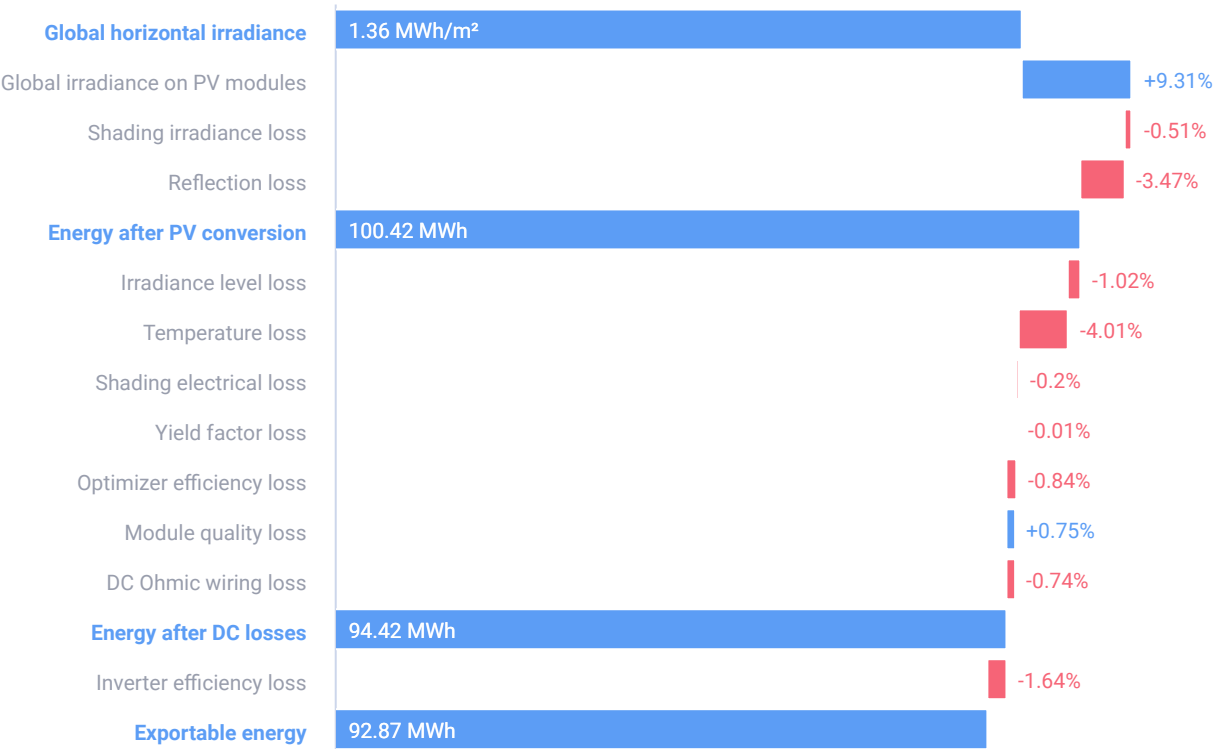 Global horizontal irradiance 1.36 MWh/m²
Global irradiance on PV modules +9.31%
Shading irradiance loss -0.51%
Reflection loss -3.47%
Energy after PV conversion 100.42 MWh
Irradiance level loss -1.02%
Temperature loss -4.01%
Shading electrical loss -0.2%
Yield factor loss -0.01%
Optimizer efficiency loss -0.84%
Module quality loss +0.75%
DC Ohmic wiring loss -0.74%
Energy after DC losses 94.42 MWh
Inverter efficiency loss -1.64%
Exportable energy 92.87 MWh